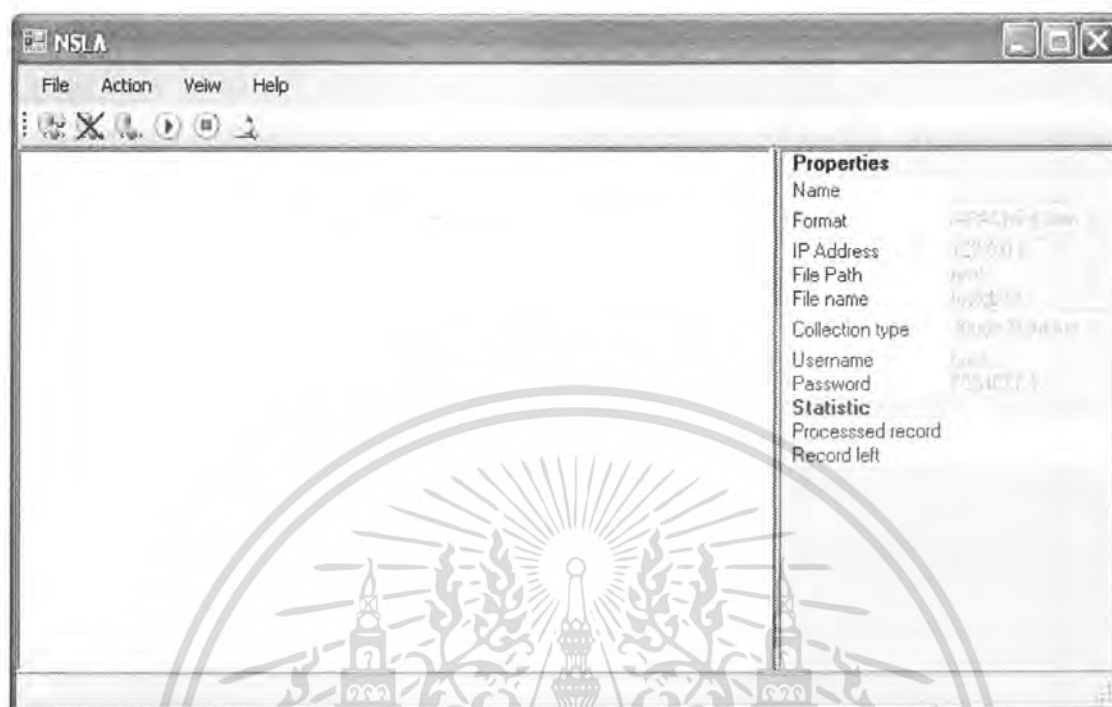 NSLA
File Action Veiw Help
Properties
Name
Format
IP Address
File Path
File name
Collection type
Username
Password
Statistic
Processsed record
Record left